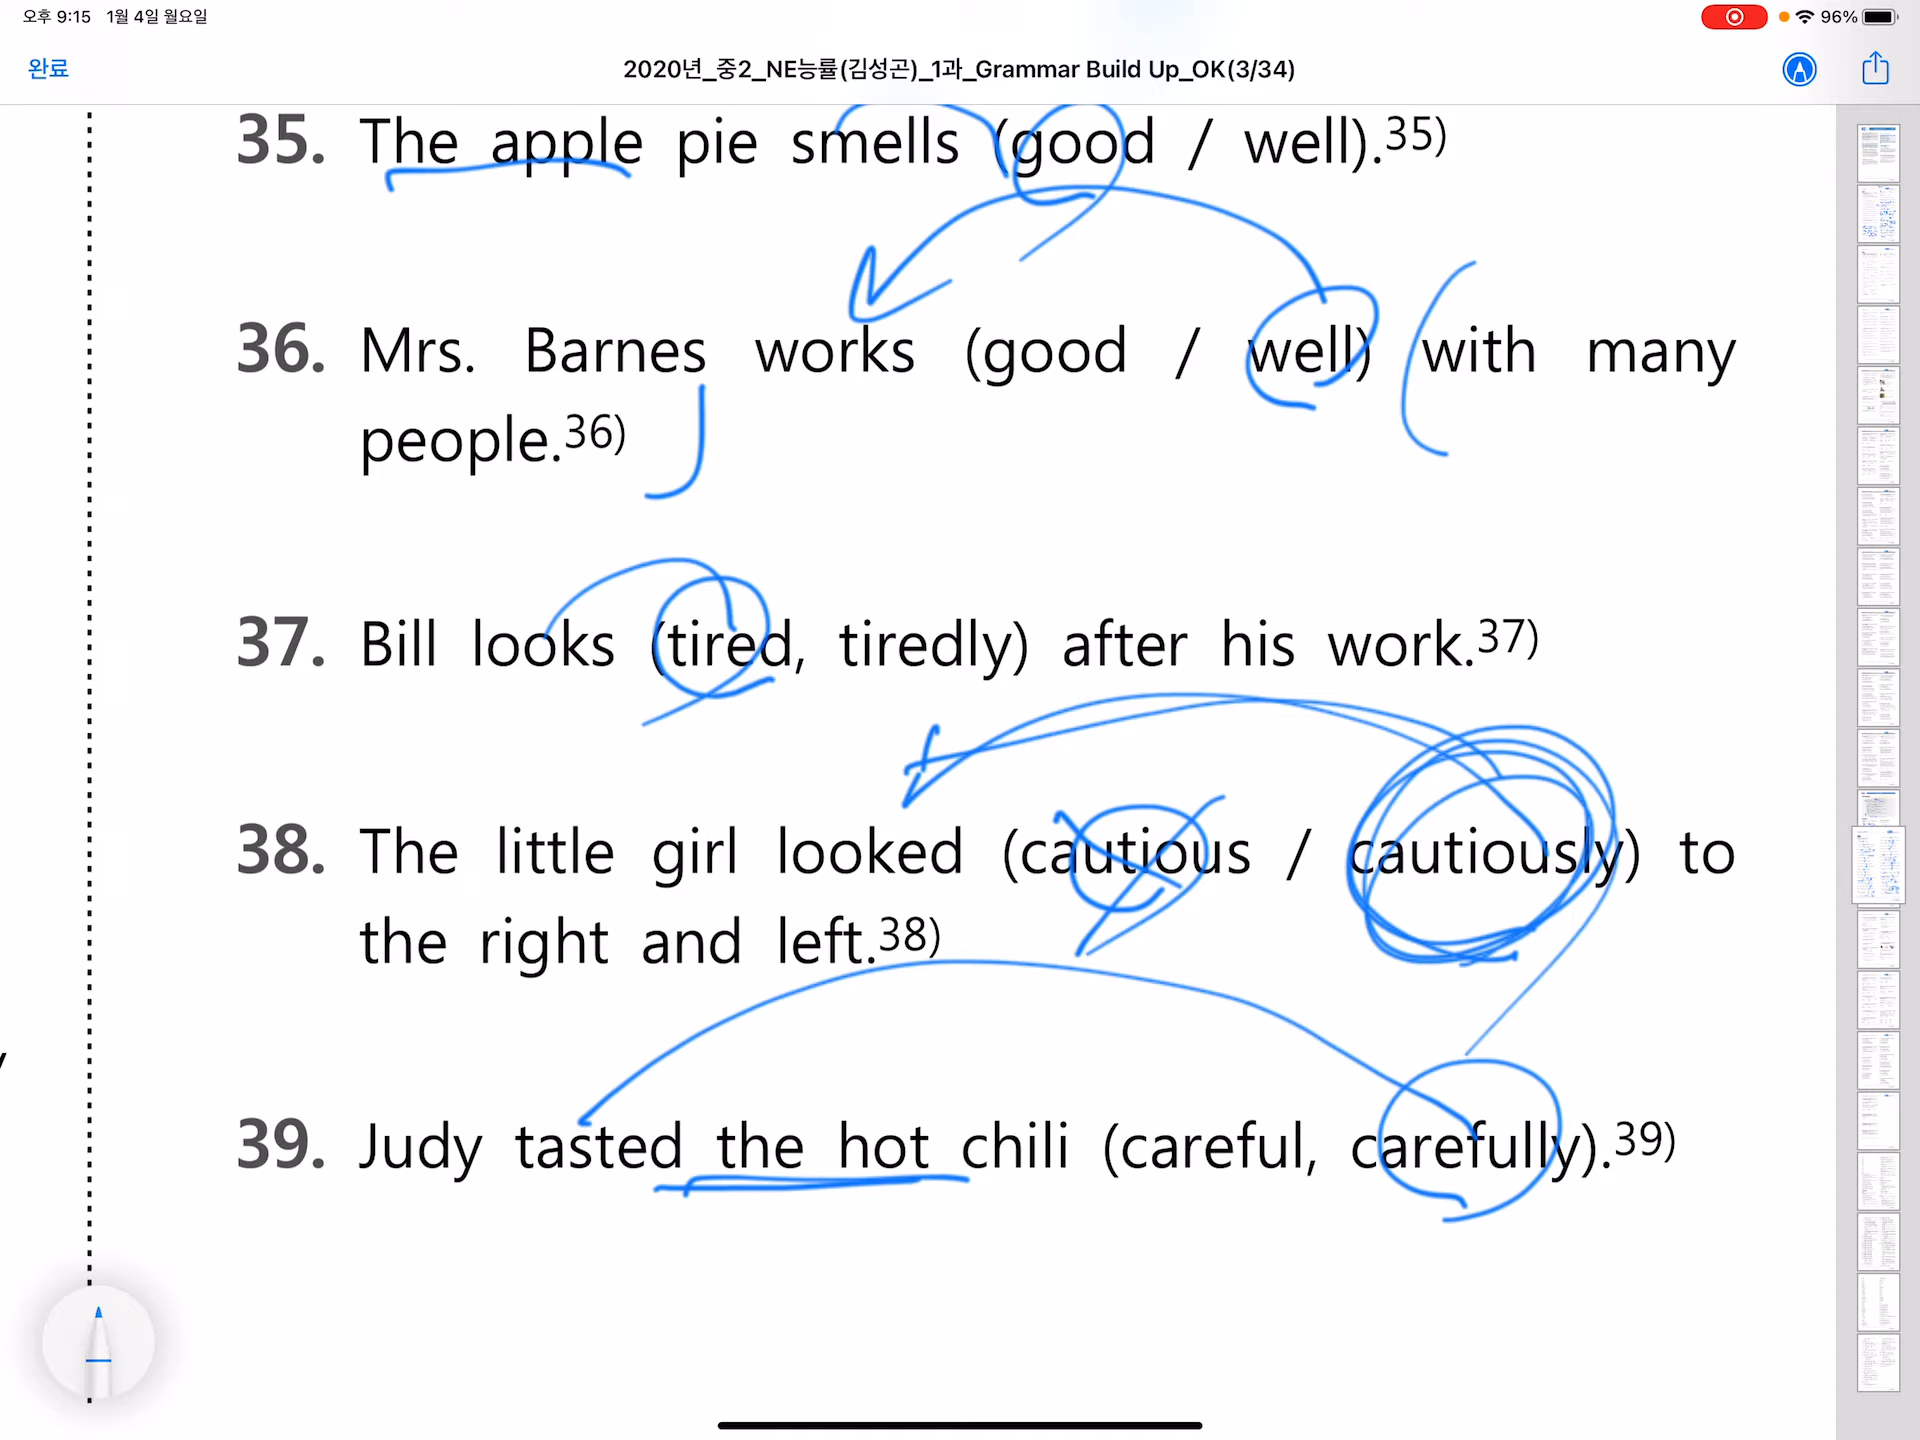 오후 9:15 1월 4일 월요일
96%
완료
2020년_중2_NE능률(김성곤)_1과_Grammar Build Up_OK(3/34)
35. The apple pie smells (good / well).35)
36. Mrs. Barnes works (good / well) with many
people.36)
37. Bill looks (tired, tiredly) after his work.37)
38. The little girl looked (cautious / cautiously) to
the right and left.38)
39. Judy tasted the hot chili (careful, carefully).39)